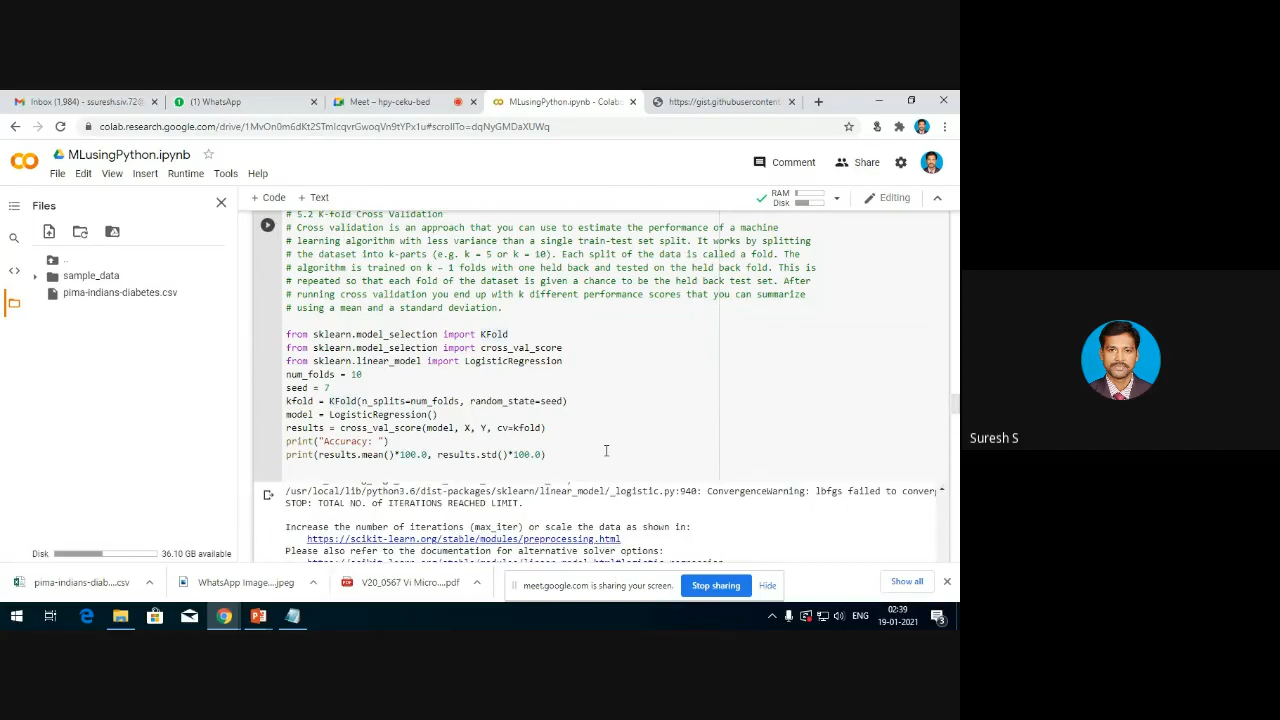 Inbox (1,984) - ssuresh.siv.72@
(1) WhatsApp
Meet – hpy-ceku-bed
MLusingPython.ipynb - Colab
https://gist.githubusercontent
colab.research.google.com/drive/1MvOn0m6dKt2STmIcqvrGwoqVn9tYPx1u#scrollTo=dqNyGMDaXUWq
MLusingPython.ipynb
Comment
Share
File Edit View Insert Runtime Tools Help
Files
+ Code + Text
RAM
Disk
Editing
..
sample_data
pima-indians-diabetes.csv
# 5.2 K-fold Cross Validation
# Cross validation is an approach that you can use to estimate the performance of a machine
# learning algorithm with less variance than a single train-test set split. It works by splitting
# the dataset into k-parts (e.g. k = 5 or k = 10). Each split of the data is called a fold. The
# algorithm is trained on k – 1 folds with one held back and tested on the held back fold. This is
# repeated so that each fold of the dataset is given a chance to be the held back test set. After
# running cross validation you end up with k different performance scores that you can summarize
# using a mean and a standard deviation.
from sklearn.model_selection import KFold
from sklearn.model_selection import cross_val_score
from sklearn.linear_model import LogisticRegression
num_folds = 10
seed = 7
kfold = KFold(n_splits=num_folds, random_state=seed)
model = LogisticRegression()
results = cross_val_score(model, X, Y, cv=kfold)
print("Accuracy: ")
print(results.mean()*100.0, results.std()*100.0)
/usr/local/lib/python3.6/dist-packages/sklearn/linear_model/_logistic.py:940: ConvergenceWarning: lbfgs failed to conver
STOP: TOTAL NO. of ITERATIONS REACHED LIMIT.
Increase the number of iterations (max_iter) or scale the data as shown in:
https://scikit-learn.org/stable/modules/preprocessing.html
Please also refer to the documentation for alternative solver options:
Disk
36.10 GB available
pima-indians-diab....csv
WhatsApp Image....jpeg
V20_0567 Vi Micro....pdf
meet.google.com is sharing your screen.
Stop sharing
Hide
Show all
ENG
02:39
19-01-2021
3
Suresh S